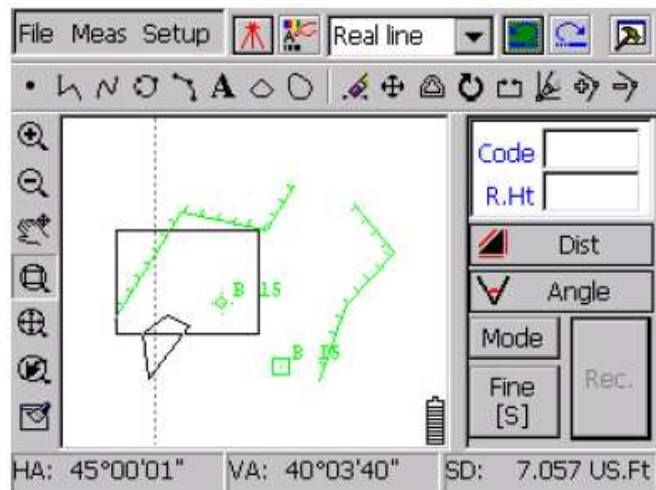 File Meas Setup Real line
A
Code
R.Ht
Dist
B 15
Angle
Mode
B 15
Fine
[S]
Rec.
HA: 45°00'01" VA: 40°03'40" SD: 7.057 US.Ft